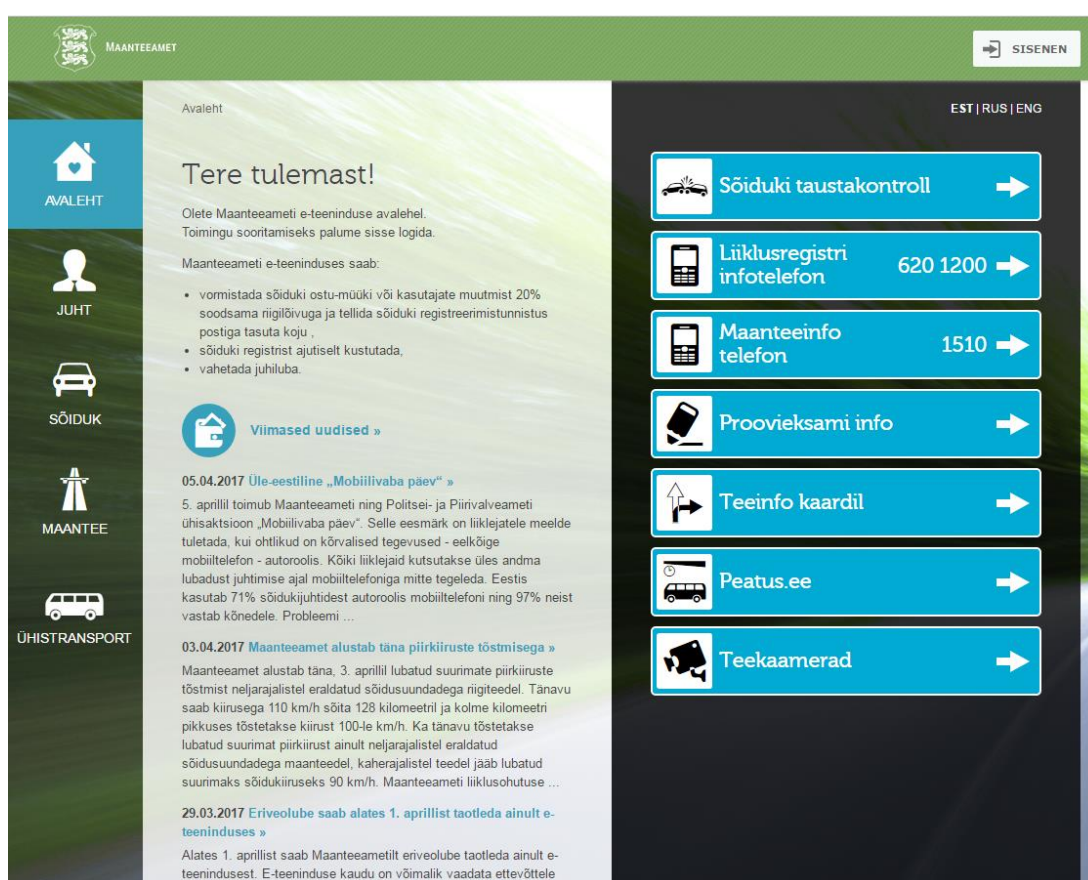 MAANTEEAMET
SISENEN
AVALEHT
JUHT
SÕIDUK
MAANTEE
ÜHISTRANSPORT
Avaleht
Tere tulemast!
Olete Maanteeameti e-teeninduse avalehel.
Toimingu sooritamiseks palume sisse logida.
Maanteeameti e-teeninduses saab:
• vormistada sõiduki ostu-müüki või kasutajate muutmist 20%
soodsama riigilõivuga ja tellida sõiduki registreerimistunnistus
postiga tasuta koju ,
• sõiduki registrist ajutiselt kustutada,
• vahetada juhiluba.
Viimased uudised »
05.04.2017 Üle-eestiline „Mobiilivaba päev“ »
5. aprillil toimub Maanteeameti ning Politsei- ja Piirivalveameti
ühisaktsioon „Mobiilivaba päev“. Selle eesmärk on liiklejatele meelde
tuletada, kui ohtlikud on kõrvalised tegevused - eelkõige
mobiiltelefon - autoroolis. Kõiki liiklejaid kutsutakse üles andma
lubadust juhtimise ajal mobiiltelefoniga mitte tegeleda. Eestis
kasutab 71% sõidukijuhtidest autoroolis mobiiltelefoni ning 97% neist
vastab kõnedele. Probleemi ...
03.04.2017 Maanteeamet alustab täna piirkiiruste tõstmisega »
Maanteeamet alustab täna, 3. aprillil lubatud suurimate piirkiiruste
tõstmist neljarajalistel eraldatud sõidusuundadega riigiteedel. Tänavu
saab kiirusega 110 km/h sõita 128 kilomeetril ja kolme kilomeetri
pikkuses tõstetakse kiirust 100-le km/h. Ka tänavu tõstetakse
lubatud suurimat piirkiirust ainult neljarajalistel eraldatud
sõidusuundadega maanteedel, kaherajalistel teedel jääb lubatud
suurimaks sõidukiiruseks 90 km/h. Maanteeameti liiklusohutuse ...
29.03.2017 Eriveolube saab alates 1. aprillist taotleda ainult e-
teeninduses »
Alates 1. aprillist saab Maanteeametilt eriveolube taotleda ainult e-
teenindusest. E-teeninduse kaudu on võimalik vaadata ettevõttele
EST | RUS | ENG
Sõiduki taustakontroll
Liiklusregistri
infotelefon 620 1200
Maanteeinfo
telefon 1510
Proovieksami info
Teeinfo kaardil
Peatus.ee
Teekaamerad